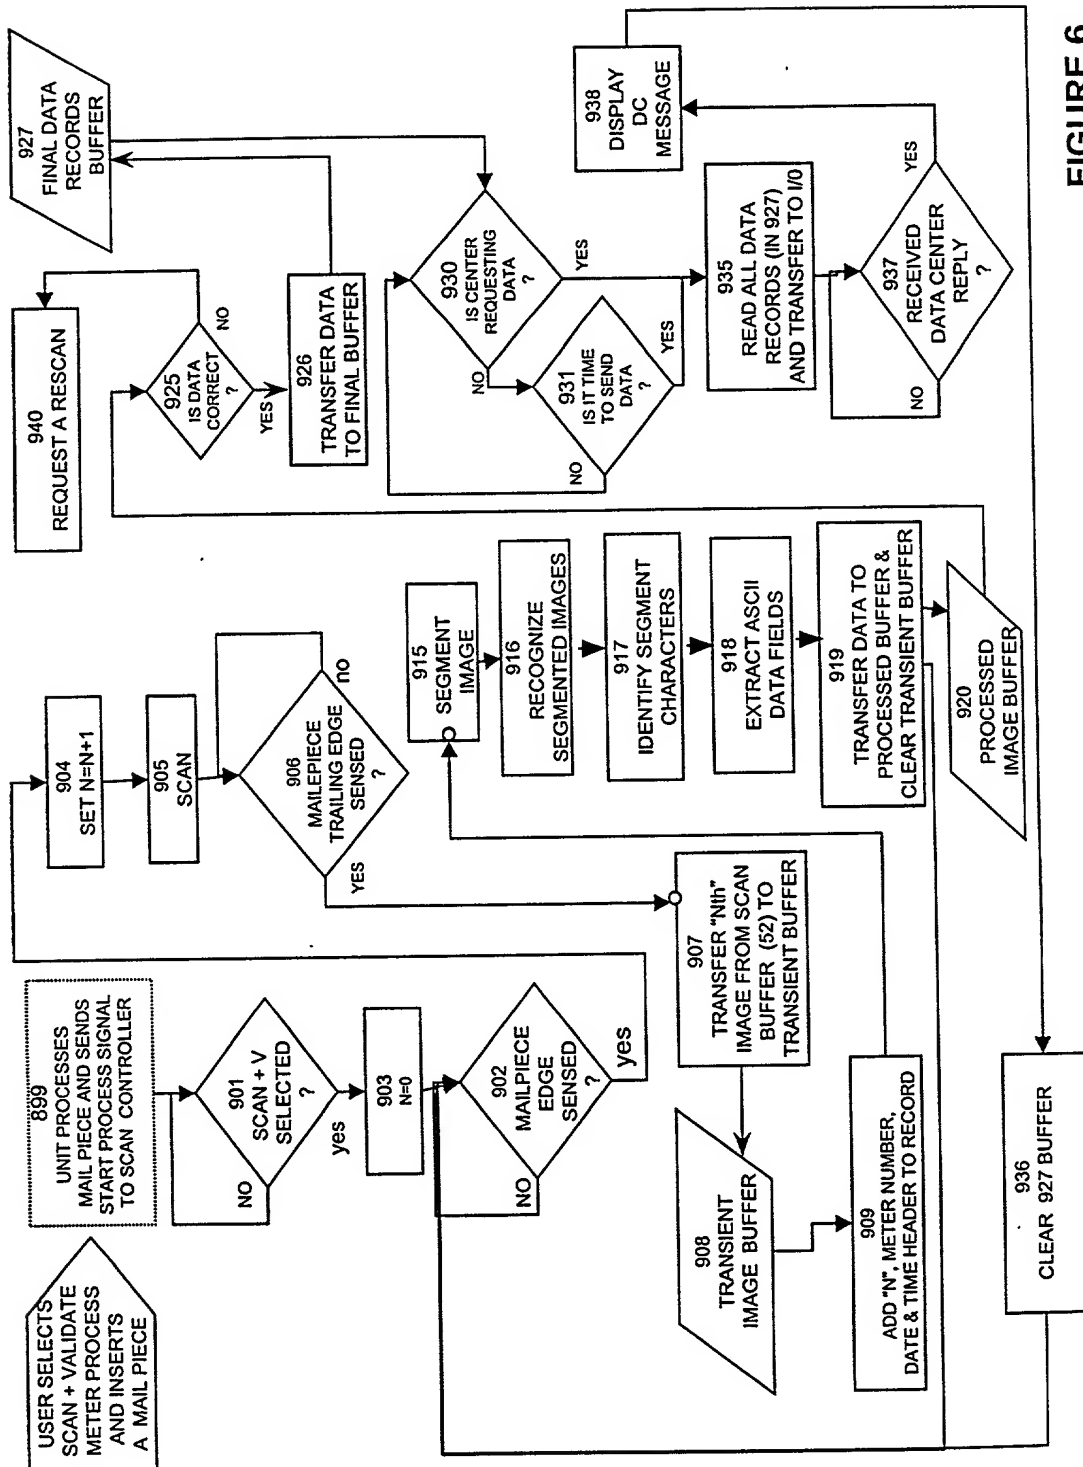 USER SELECTS
SCAN + VALIDATE
METER PROCESS
AND INSERTS
A MAIL PIECE
899
UNIT PROCESSES
MAIL PIECE AND SENDS
START PROCESS SIGNAL
TO SCAN CONTROLLER
901
SCAN + V
SELECTED
?
NO
yes
903
N=0
902
MAILPIECE
EDGE
SENSED
?
NO
yes
904
SET N=N+1
905
SCAN
906
MAILPIECE
TRAILING EDGE
SENSED
?
no
YES
907
TRANSFER "Nth"
IMAGE FROM SCAN
BUFFER (52) TO
TRANSIENT BUFFER
908
TRANSIENT
IMAGE BUFFER
909
ADD "N", METER NUMBER,
DATE & TIME HEADER TO RECORD
915
SEGMENT
IMAGE
916
RECOGNIZE
SEGMENTED IMAGES
917
IDENTIFY SEGMENT
CHARACTERS
918
EXTRACT ASCII
DATA FIELDS
919
TRANSFER DATA TO
PROCESSED BUFFER &
CLEAR TRANSIENT BUFFER
920
PROCESSED
IMAGE BUFFER
940
REQUEST A RESCAN
925
IS DATA
CORRECT
?
NO
YES
926
TRANSFER DATA
TO FINAL BUFFER
927
FINAL DATA
RECORDS
BUFFER
930
IS CENTER
REQUESTING
DATA
?
NO
YES
931
IS IT TIME
TO SEND
DATA
?
NO
YES
935
READ ALL DATA
RECORDS (IN 927)
AND TRANSFER TO I/0
937
RECEIVED
DATA CENTER
REPLY
?
NO
YES
938
DISPLAY
DC
MESSAGE
936
CLEAR 927 BUFFER
FIGURE 6